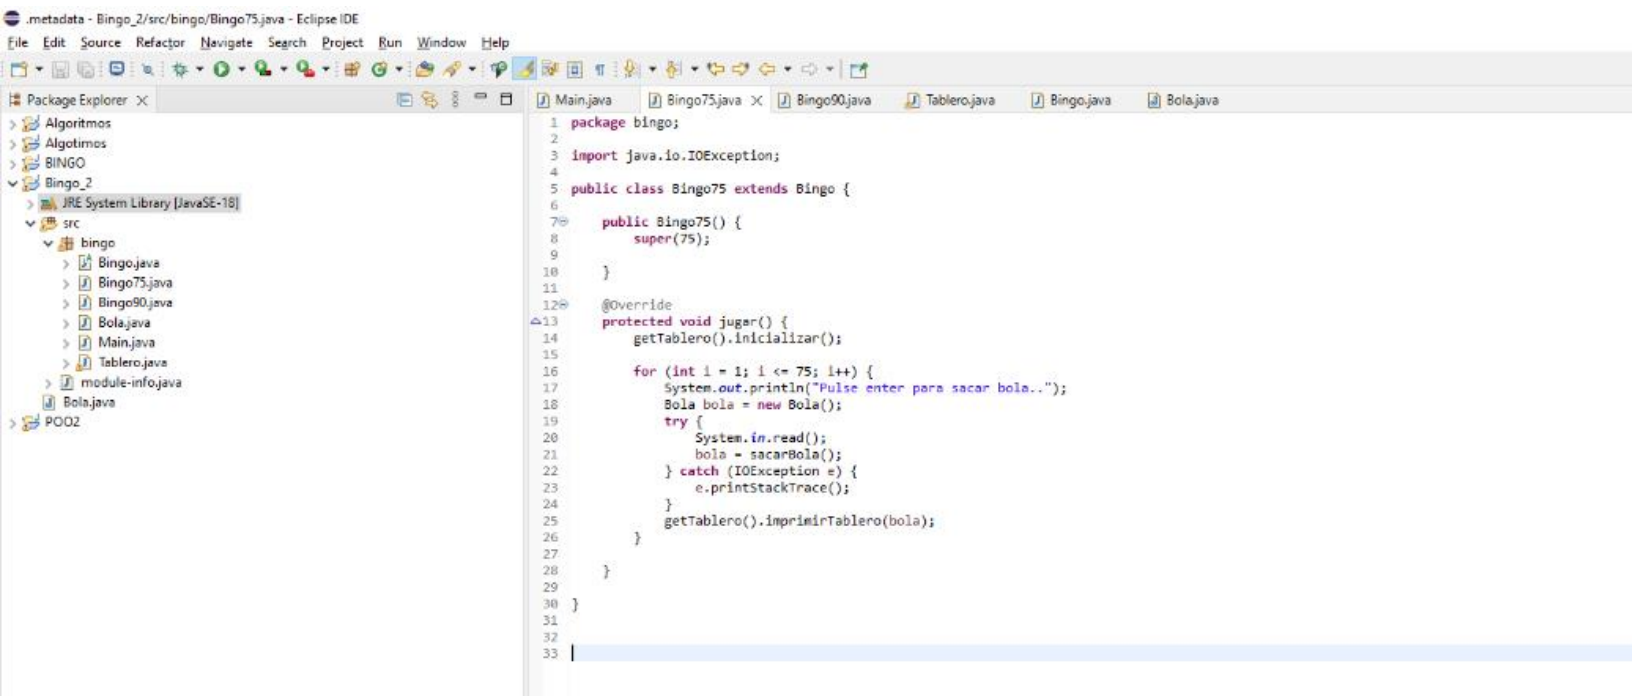 .metadata - Bingo_2/src/bingo/Bingo75.java - Eclipse IDE
File Edit Source Refactor Navigate Search Project Run Window Help
Package Explorer
Algoritmos
Algotimos
BINGO
Bingo_2
JRE System Library [JavaSE-18]
src
bingo
Bingo.java
Bingo75.java
Bingo90.java
Bola.java
Main.java
Tablero.java
module-info.java
Bola.java
POO2
Main.java Bingo75.java Bingo90.java Tablero.java Bingo.java Bola.java
1 package bingo;
2
3 import java.io.IOException;
4
5 public class Bingo75 extends Bingo {
6
7 public Bingo75() {
8 super(75);
9
10 }
11
12 @Override
13 protected void jugar() {
14 getTablero().inicializar();
15
16 for (int i = 1; i <= 75; i++) {
17 System.out.println("Pulse enter para sacar bola..");
18 Bola bola = new Bola();
19 try {
20 System.in.read();
21 bola = sacarBola();
22 } catch (IOException e) {
23 e.printStackTrace();
24 }
25 getTablero().imprimirTablero(bola);
26 }
27
28 }
29
30 }
31
32
33